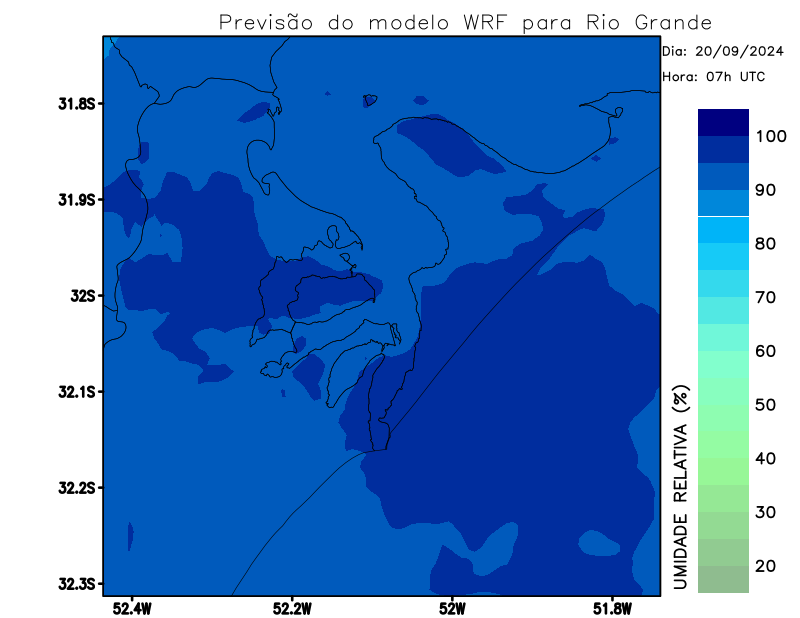 Previsão do modelo WRF para Rio Grande
Dia: 20/09/2024
Hora: 07h UTC
31.8S
31.9S
32S
32.1S
32.2S
32.3S
52.4W
52.2W
52W
51.8W
UMIDADE RELATIVA (%)
100
90
80
70
60
50
40
30
20